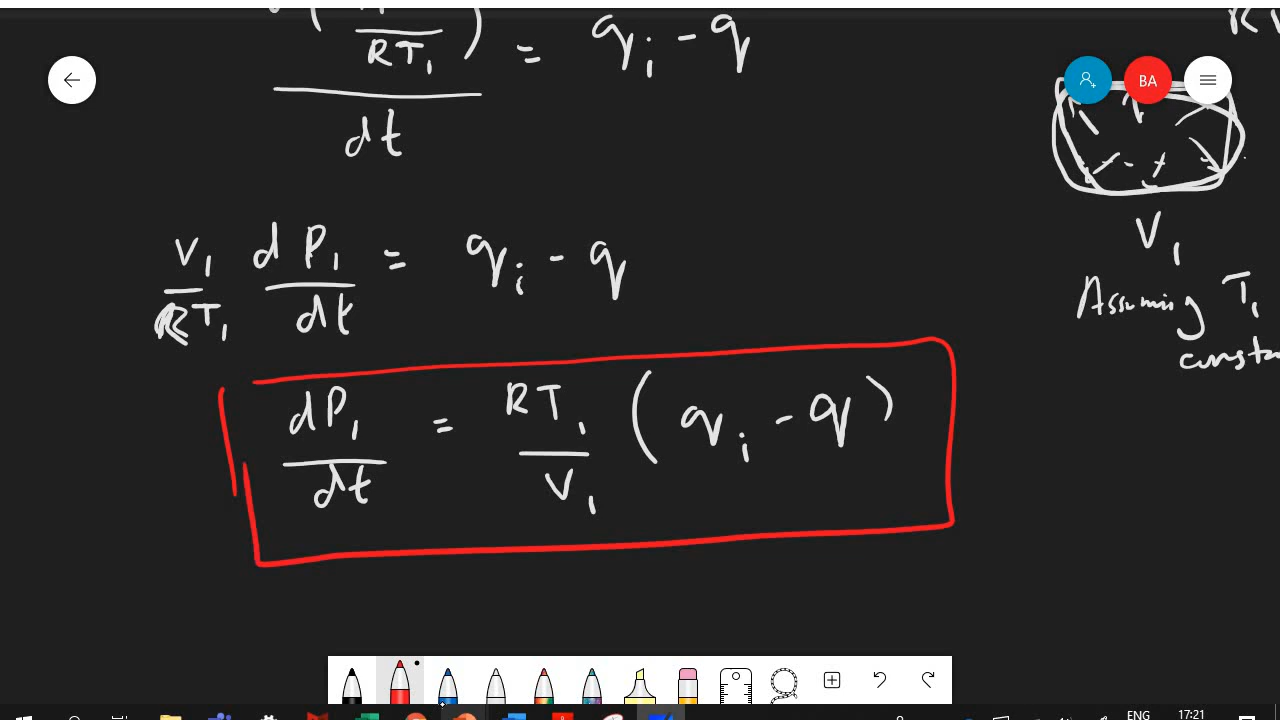 RT₁ = qᵢ - q
dt
BA
V₁ dP₁ = qᵢ - q
RT₁ dt
V₁
Assuming T₁
dP₁ = RT₁ ( qᵢ - q )
dt V₁
ENG
17:21